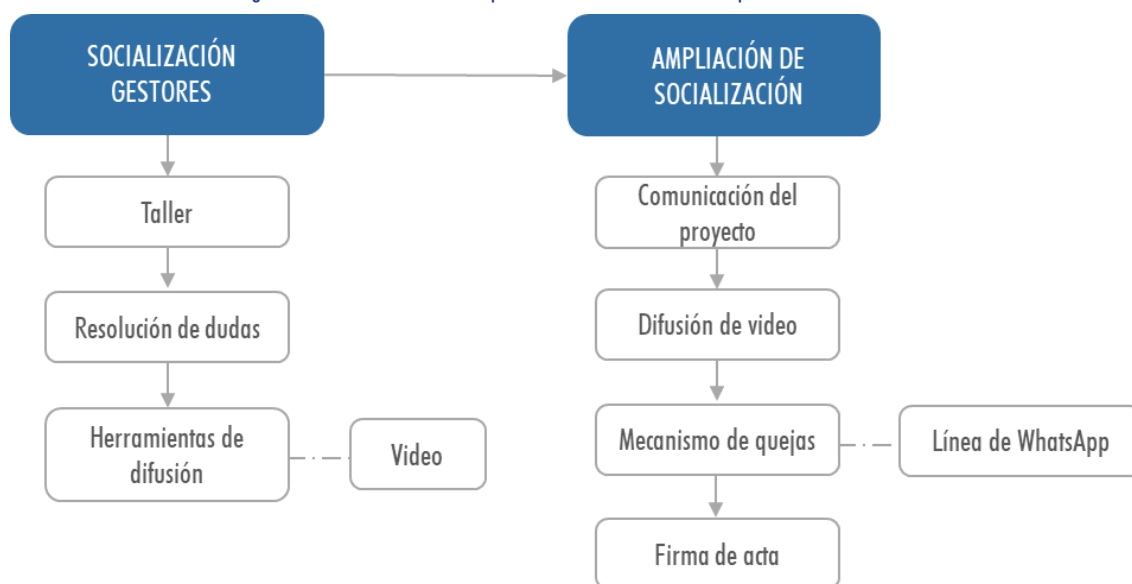 SOCIALIZACIÓN
GESTORES
Taller
Resolución de dudas
Herramientas de
difusión
Video
AMPLIACIÓN DE
SOCIALIZACIÓN
Comunicación del
proyecto
Difusión de video
Mecanismo de quejas
Línea de WhatsApp
Firma de acta